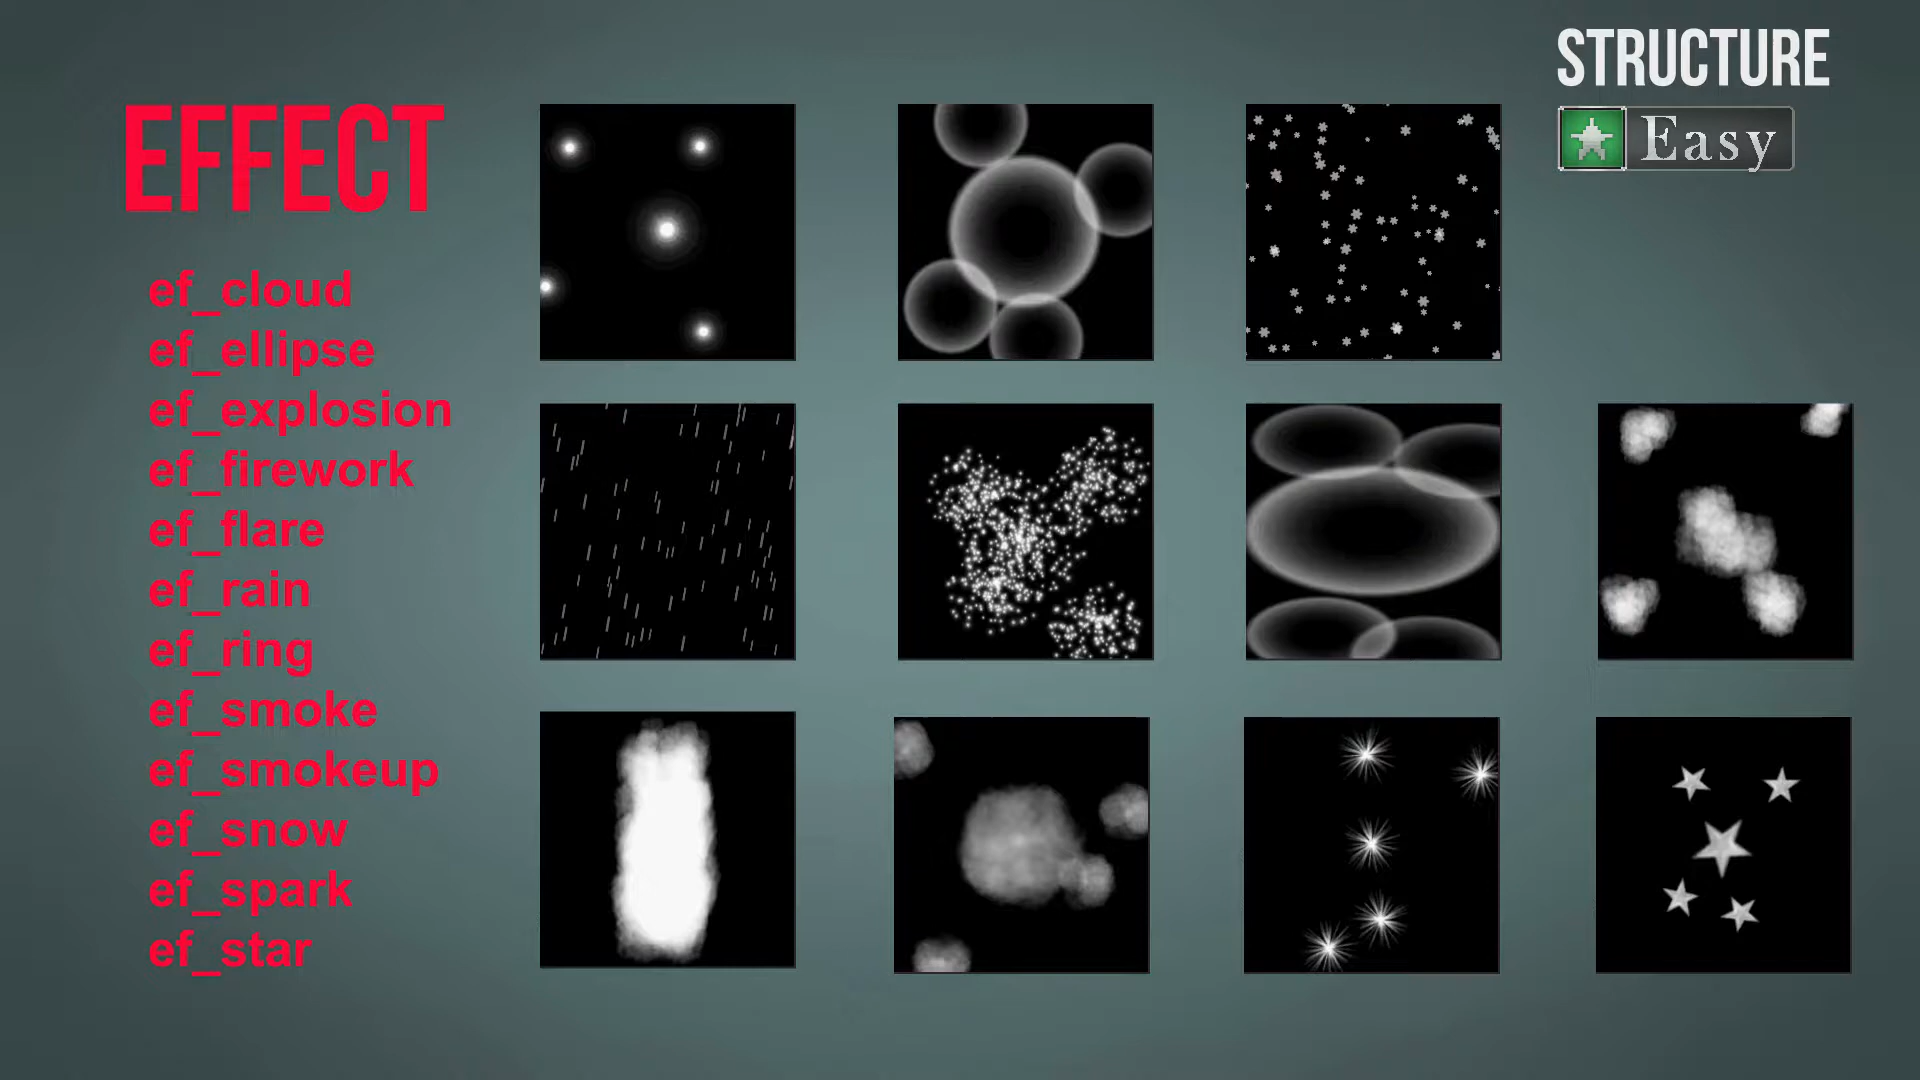 STRUCTURE
Easy
EFFECT
ef_cloud
ef_ellipse
ef_explosion
ef_firework
ef_flare
ef_rain
ef_ring
ef_smoke
ef_smokeup
ef_snow
ef_spark
ef_star